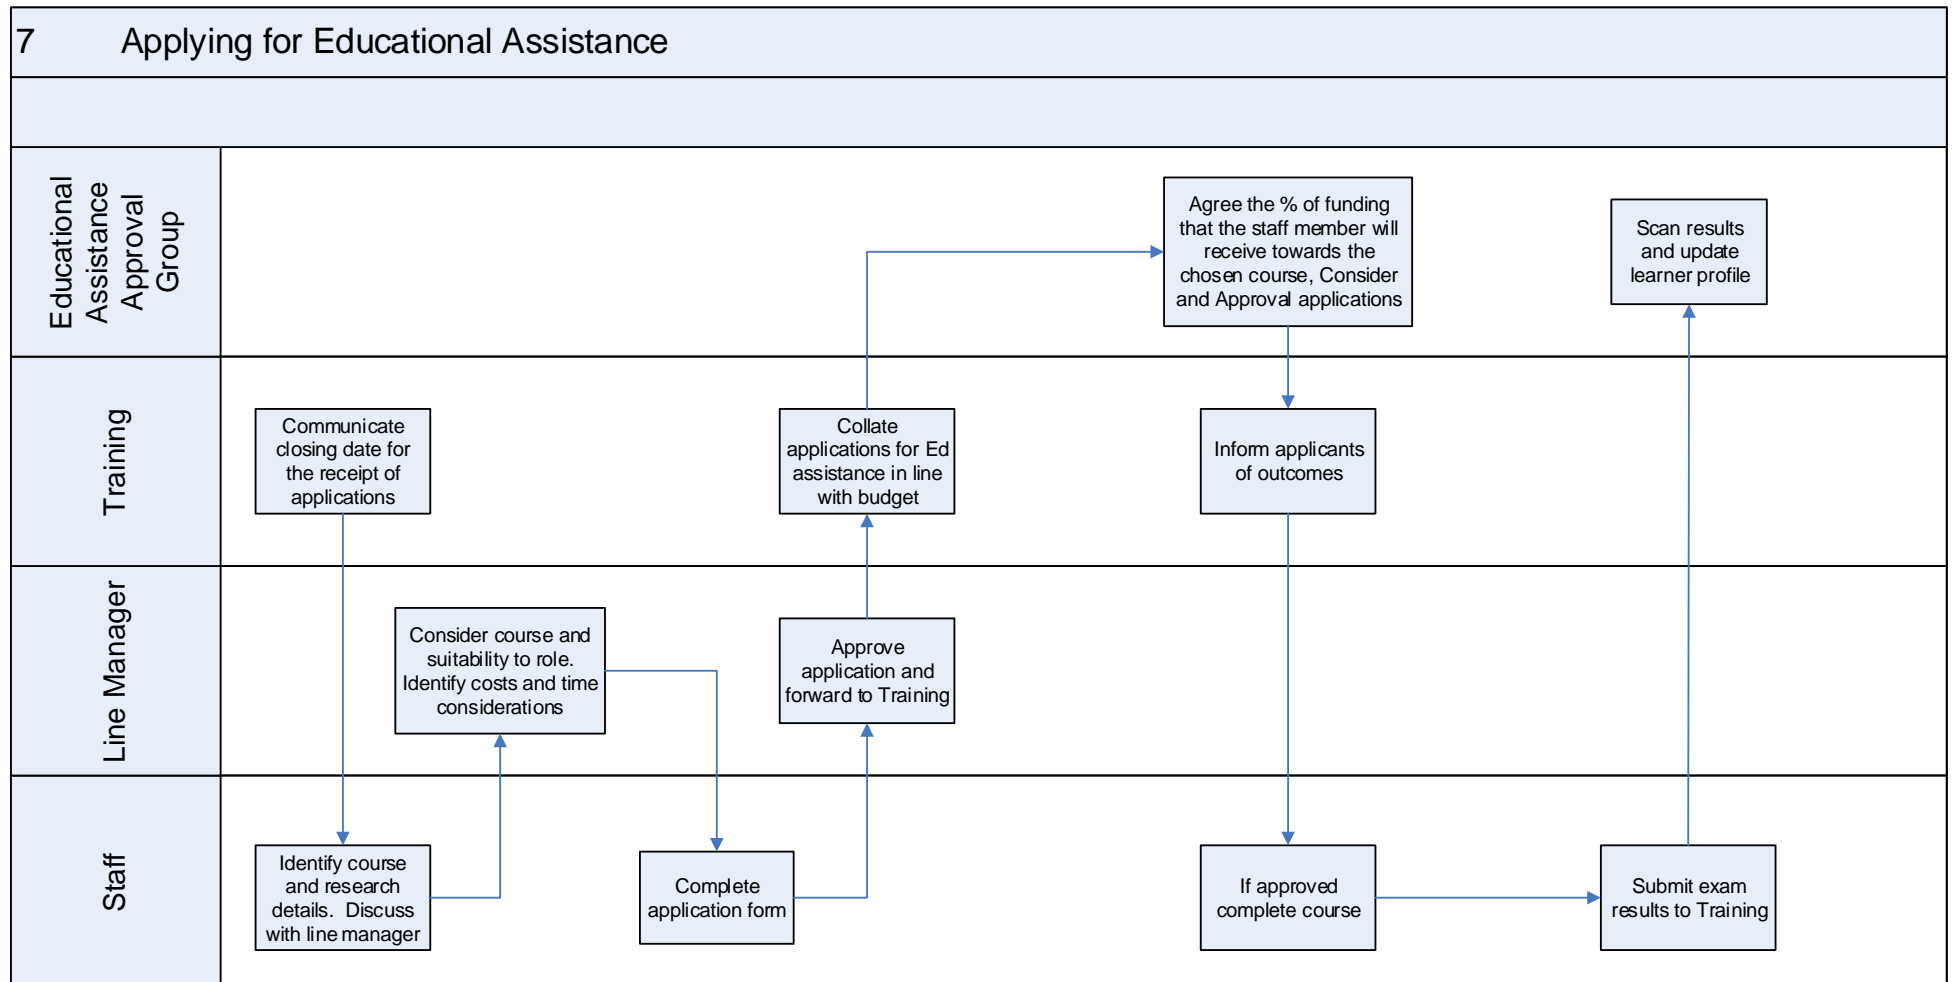 7 Applying for Educational Assistance
Educational
Assistance
Approval
Group
Agree the % of funding
that the staff member will
receive towards the
chosen course, Consider
and Approval applications
Scan results
and update
learner profile
Training
Communicate
closing date for
the receipt of
applications
Collate
applications for Ed
assistance in line
with budget
Inform applicants
of outcomes
Line Manager
Consider course and
suitability to role.
Identify costs and time
considerations
Approve
application and
forward to Training
Staff
Identify course
and research
details. Discuss
with line manager
Complete
application form
If approved
complete course
Submit exam
results to Training